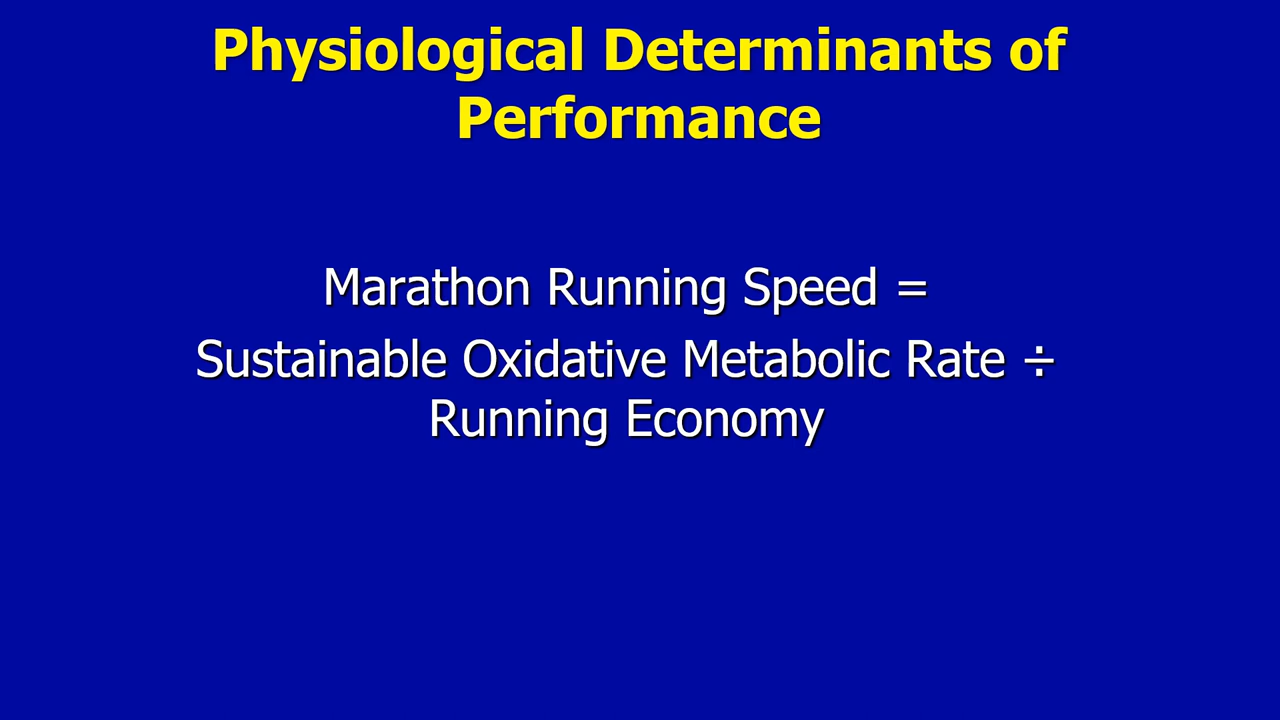 Physiological Determinants of
Performance
Marathon Running Speed =
Sustainable Oxidative Metabolic Rate ÷
Running Economy